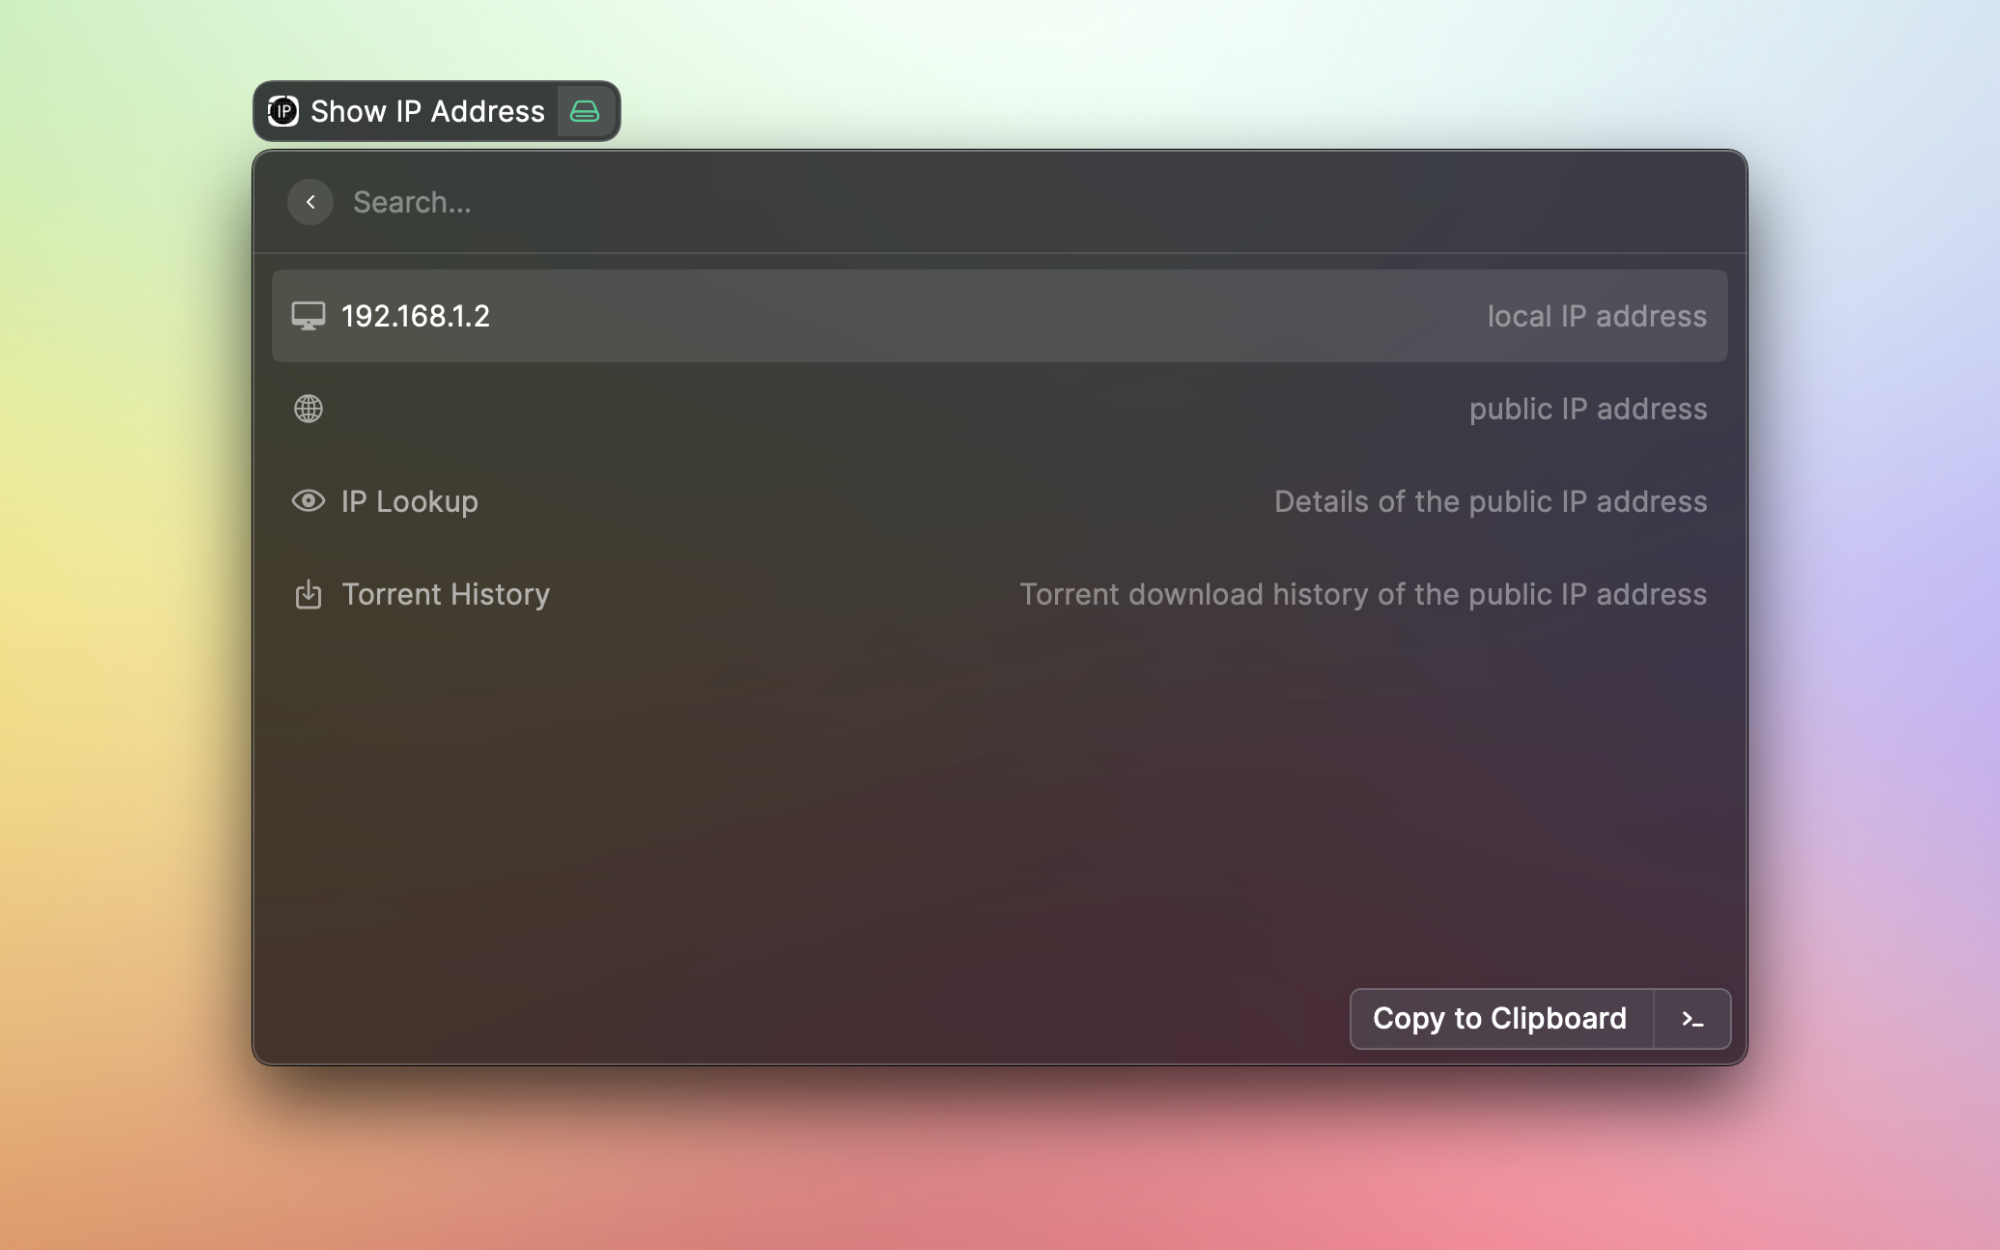 IP Show IP Address
Search...
192.168.1.2 local IP address
public IP address
IP Lookup Details of the public IP address
Torrent History Torrent download history of the public IP address
Copy to Clipboard >_